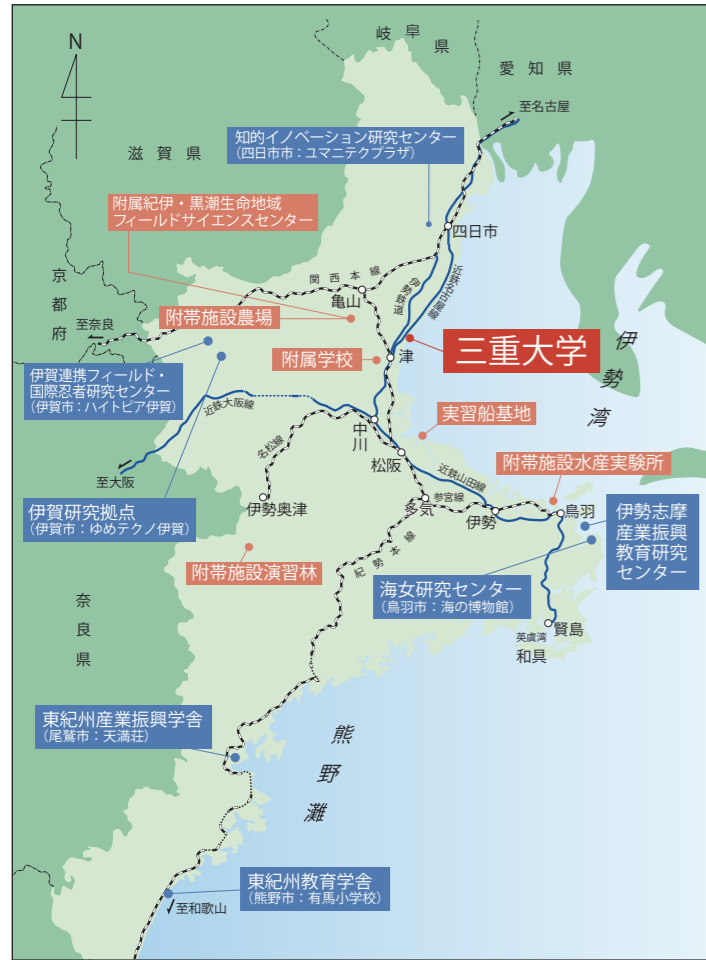 岐阜県
愛知県
N
至名古屋
滋賀県
知的イノベーション研究センター
(四日市市：ユマニテクプラザ)
附属紀伊・黒潮生命地域
フィールドサイエンスセンター
四日市
京都府
関西本線
伊勢鉄道
近鉄名古屋線
亀山
附帯施設農場
至奈良
三重大学
伊勢湾
附属学校
津
伊賀連携フィールド・
国際忍者研究センター
(伊賀市：ハイトピア伊賀)
近鉄大阪線
中川
実習船基地
名松線
松阪
附帯施設水産実験所
至大阪
近鉄山田線
参宮線
伊勢奥津
多気
伊勢
鳥羽
伊賀研究拠点
(伊賀市：ゆめテクノ伊賀)
伊勢志摩
産業振興
教育研究
センター
紀勢本線
附帯施設演習林
海女研究センター
(鳥羽市：海の博物館)
奈良県
賢島
英虞湾
和具
東紀州産業振興学舎
(尾鷲市：天満荘)
熊野灘
東紀州教育学舎
(熊野市：有馬小学校)
至和歌山